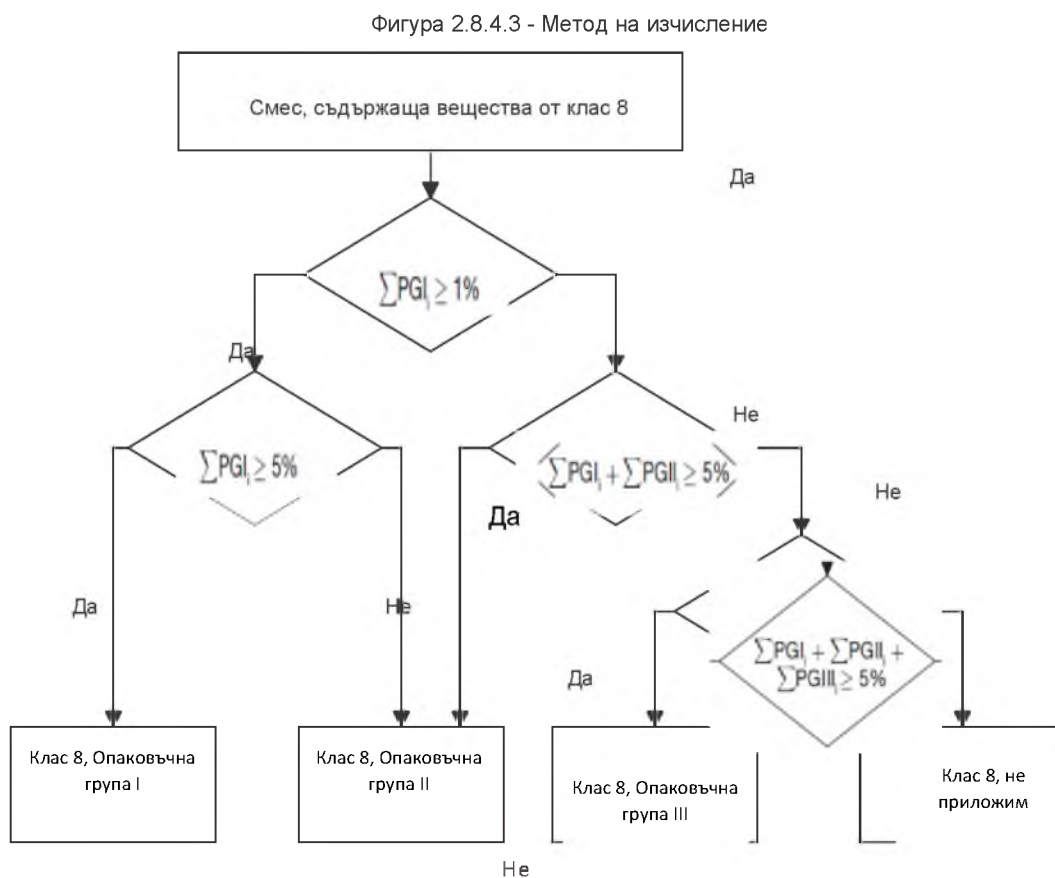 Фигура 2.8.4.3 - Метод на изчисление
Смес, съдържаща вещества от клас 8
Да
∑PGIᵢ ≥ 1%
Да
Не
∑PGIᵢ ≥ 5%
∑PGIᵢ + ∑PGIIᵢ ≥ 5%
Не
Да
Да
Не
∑PGIᵢ + ∑PGIIᵢ +
∑PGIIIᵢ ≥ 5%
Да
Клас 8, Опаковъчна
група I
Клас 8, Опаковъчна
група II
Клас 8, Опаковъчна
група III
Клас 8, не
приложим
Не